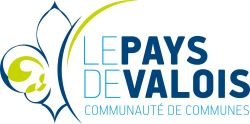 LE PAYS
DE VALOIS
COMMUNAUTÉ DE COMMUNES